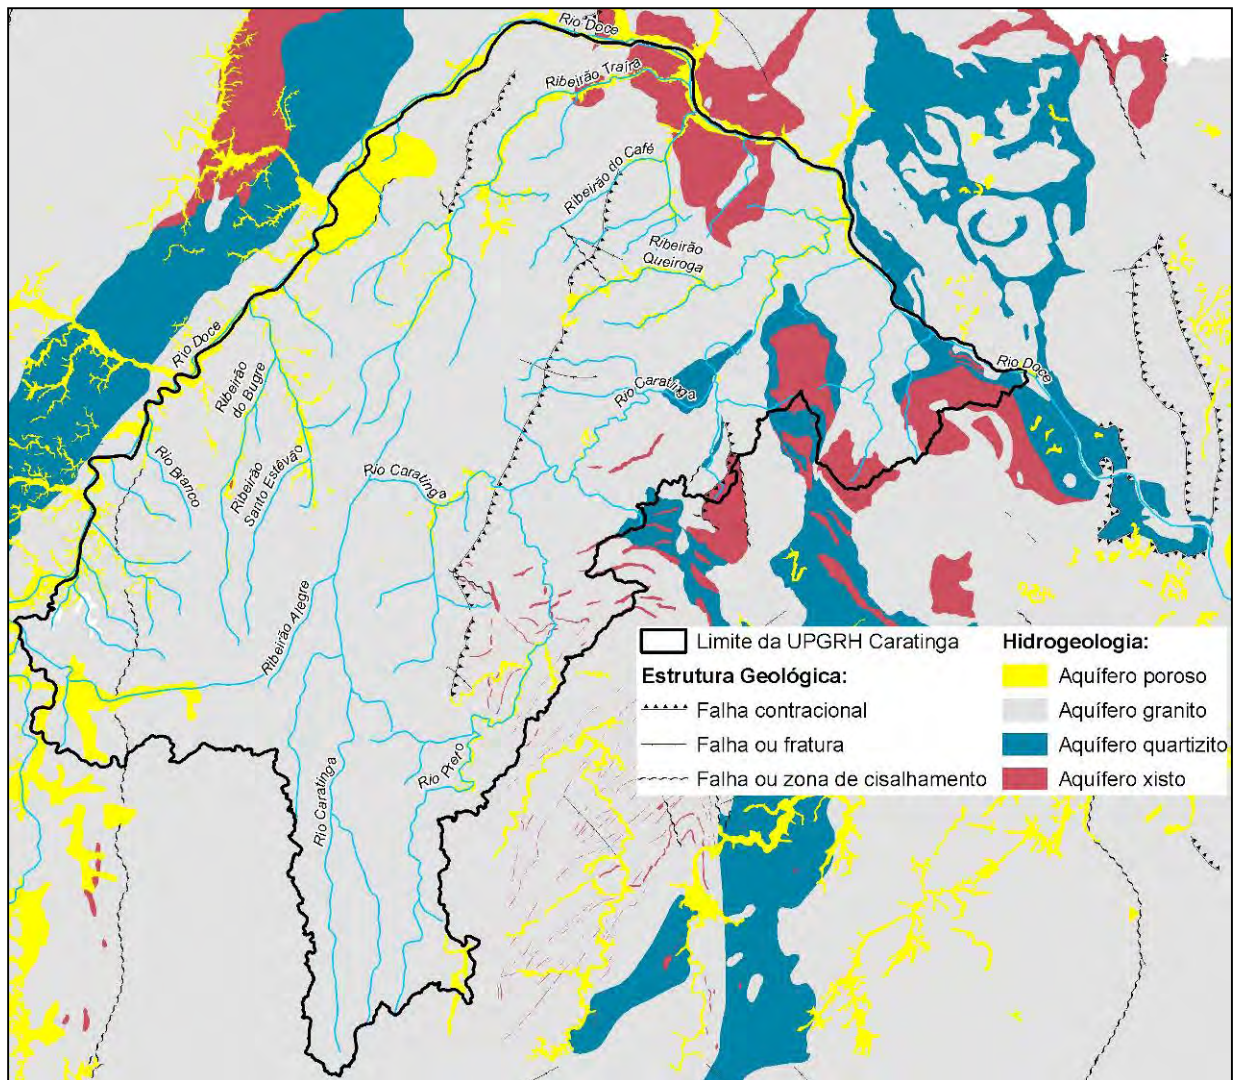 Rio Doce
Ribeirão Traíra
Ribeirão do Café
Ribeirão
Queiroga
Rio Doce
Rio Doce
Ribeirão
do Bugre
Rio Caratinga
Rio Branco
Ribeirão
Santo Estêvão
Rio Caratinga
Ribeirão Alegre
Rio Preto
Rio Caratinga
Limite da UPGRH Caratinga
Estrutura Geológica:
Falha contracional
Falha ou fratura
Falha ou zona de cisalhamento
Hidrogeologia:
Aquífero poroso
Aquífero granito
Aquífero quartizito
Aquífero xisto